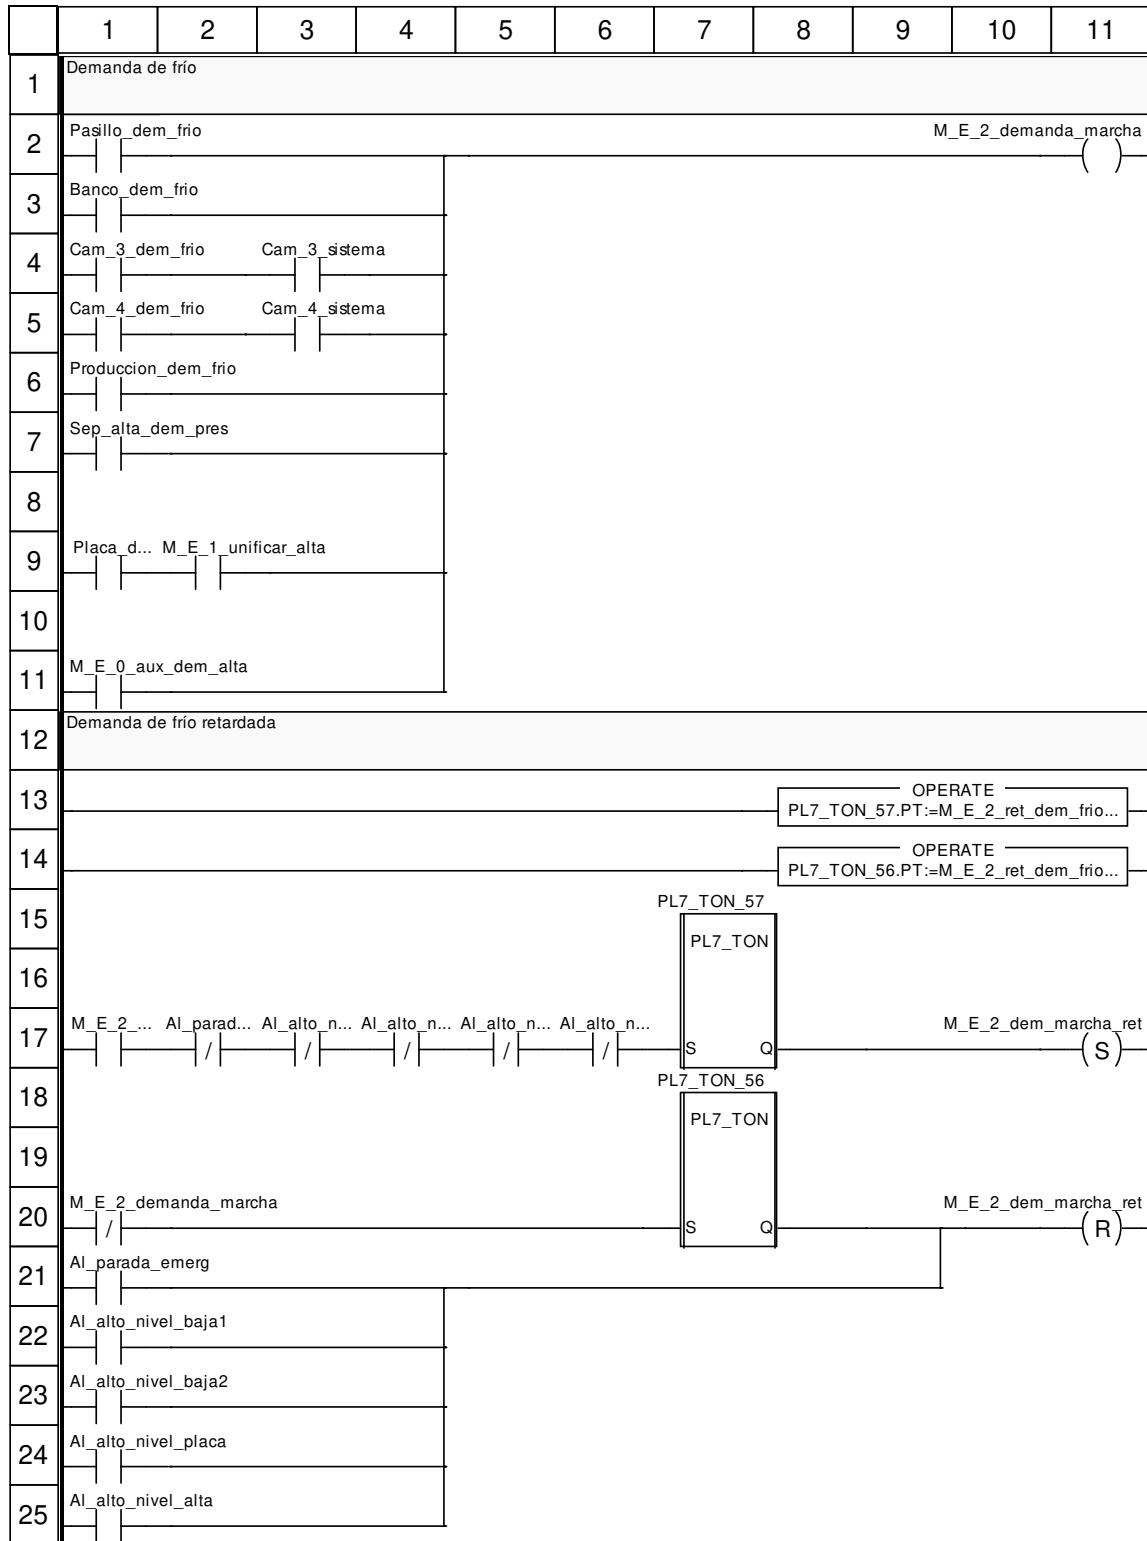 1 2 3 4 5 6 7 8 9 10 11
1 Demanda de frío
2 Pasillo_dem_frio M_E_2_demanda_marcha
3 Banco_dem_frio
4 Cam_3_dem_frio Cam_3_sistema
5 Cam_4_dem_frio Cam_4_sistema
6 Produccion_dem_frio
7 Sep_alta_dem_pres
8
9 Placa_d... M_E_1_unificar_alta
10
11 M_E_0_aux_dem_alta
12 Demanda de frío retardada
13 OPERATE
PL7_TON_57.PT:=M_E_2_ret_dem_frio...
14 OPERATE
PL7_TON_56.PT:=M_E_2_ret_dem_frio...
15 PL7_TON_57
PL7_TON
16
17 M_E_2_... Al_parad... Al_alto_n... Al_alto_n... Al_alto_n... Al_alto_n... M_E_2_dem_marcha_ret
/ / / / / S Q S
18 PL7_TON_56
PL7_TON
19
20 M_E_2_demanda_marcha M_E_2_dem_marcha_ret
/ S Q R
21 Al_parada_emerg
22 Al_alto_nivel_baja1
23 Al_alto_nivel_baja2
24 Al_alto_nivel_placa
25 Al_alto_nivel_alta